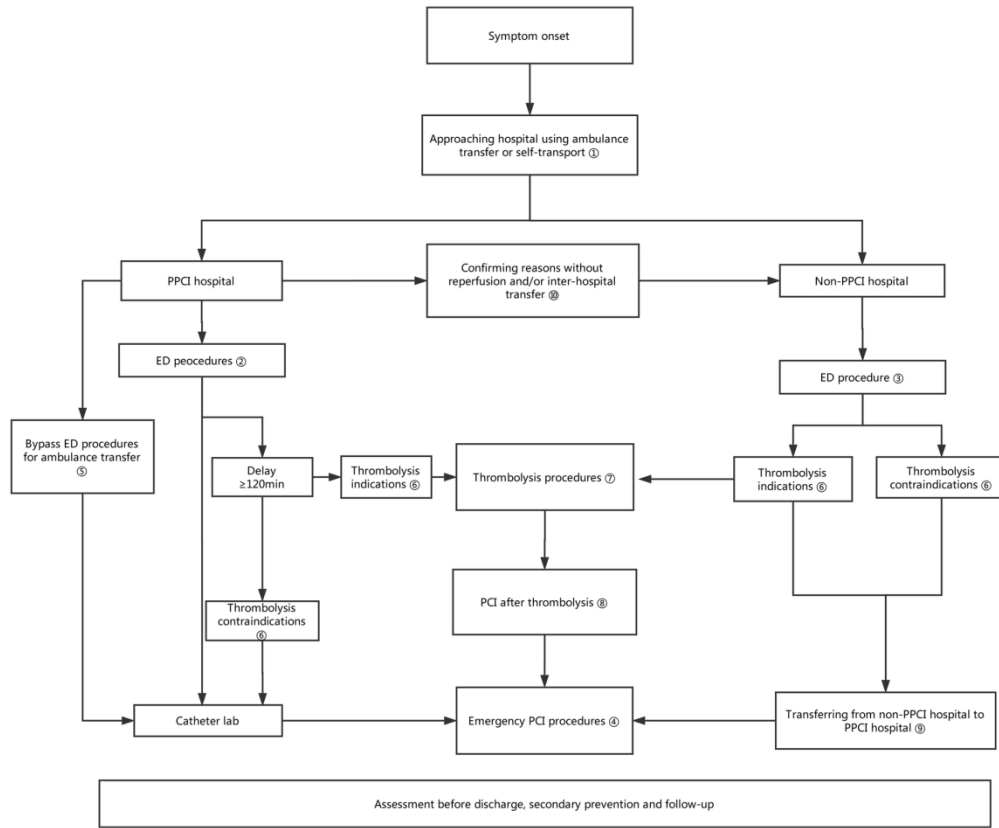 Symptom onset
Approaching hospital using ambulance
transfer or self-transport ①
PPCI hospital
Confirming reasons without
reperfusion and/or inter-hospital
transfer ⑩
Non-PPCI hospital
ED peocedures ②
ED procedure ③
Bypass ED procedures
for ambulance transfer
⑤
Delay
≥120min
Thrombolysis
indications ⑥
Thrombolysis procedures ⑦
Thrombolysis
indications ⑥
Thrombolysis
contraindications ⑥
PCI after thrombolysis ⑧
Thrombolysis
contraindications
⑥
Catheter lab
Emergency PCI procedures ④
Transferring from non-PPCI hospital to
PPCI hospital ⑨
Assessment before discharge, secondary prevention and follow-up